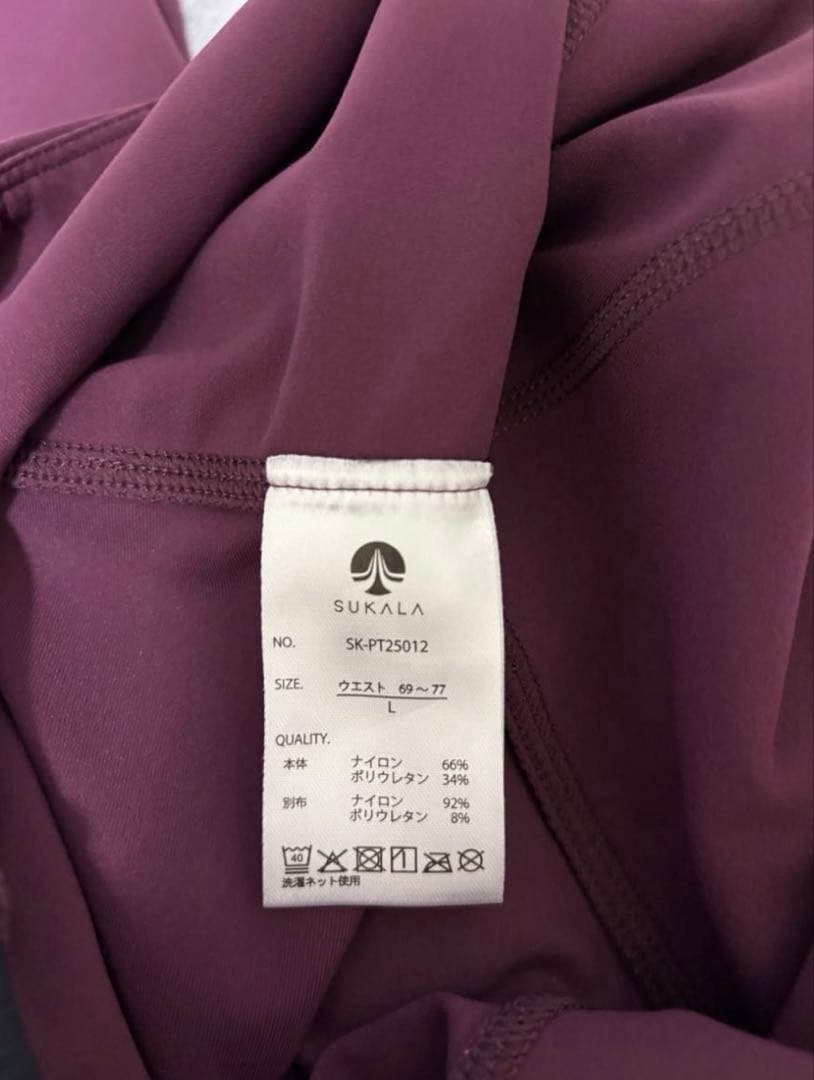 SUKALA
NO. SK-PT25012
SIZE. ウエスト 69〜77
L
QUALITY.
本体 ナイロン 66%
ポリウレタン 34%
別布 ナイロン 92%
ポリウレタン 8%
40
洗濯ネット使用